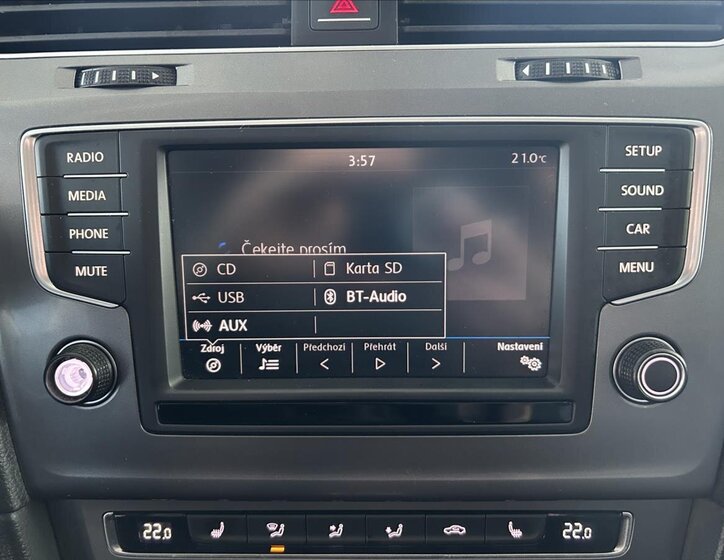 3:57 21.0°C
RADIO
MEDIA
PHONE
MUTE
SETUP
SOUND
CAR
MENU
Čekejte prosím
CD Karta SD
USB BT-Audio
AUX
Zdroj Výběr Předchozí Přehrát Další Nastavení
22.0 22.0